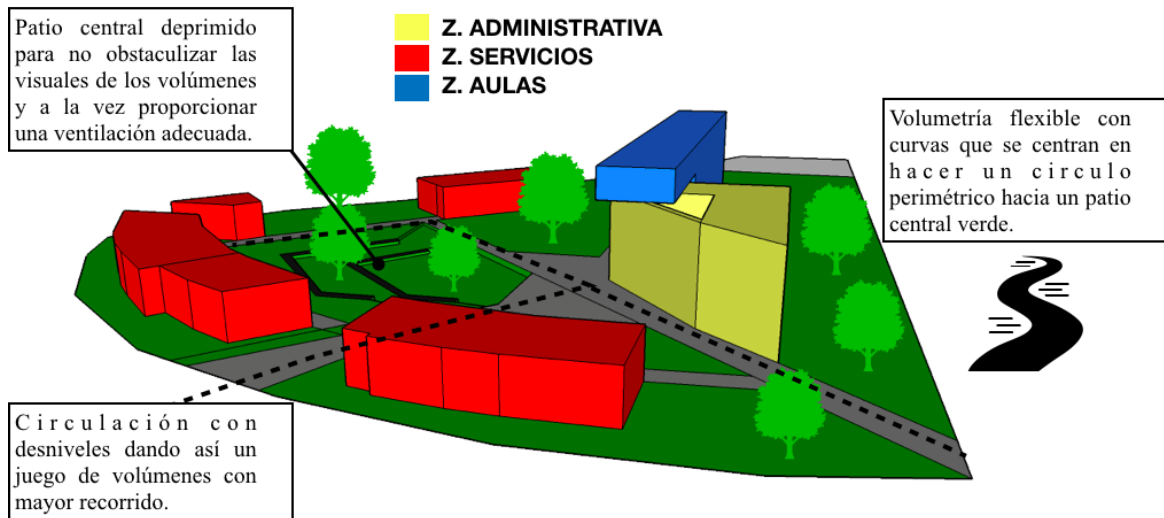 Patio central deprimido
para no obstaculizar las
visuales de los volúmenes
y a la vez proporcionar
una ventilación adecuada.
Z. ADMINISTRATIVA
Z. SERVICIOS
Z. AULAS
Volumetría flexible con
curvas que se centran en
hacer un circulo
perimétrico hacia un patio
central verde.
Circulación con
desniveles dando así un
juego de volúmenes con
mayor recorrido.